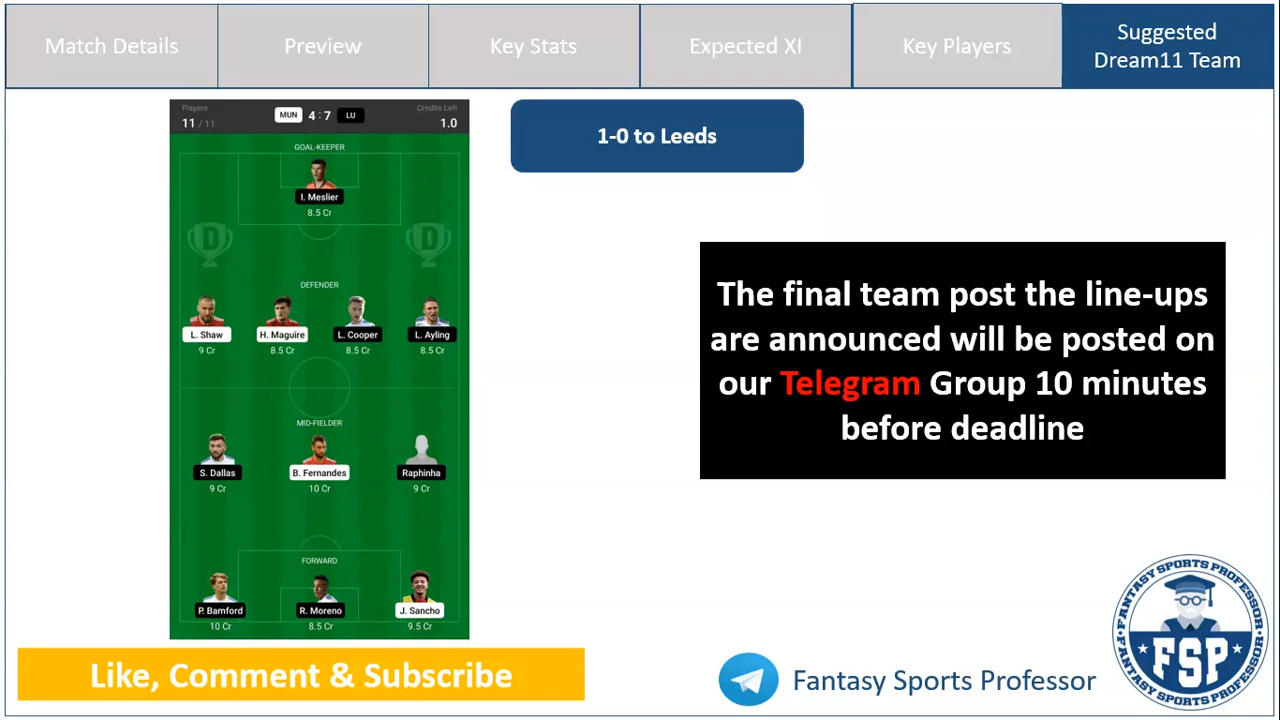 Match Details
Preview
Key Stats
Expected XI
Key Players
Suggested
Dream11 Team
Players
11 / 11
MUN 4 : 7 LU
Credits Left
1.0
GOAL-KEEPER
I. Meslier
8.5 Cr
DEFENDER
L. Shaw H. Maguire L. Cooper L. Ayling
9 Cr 8.5 Cr 8.5 Cr 8.5 Cr
MID-FIELDER
S. Dallas B. Fernandes Raphinha
9 Cr 10 Cr 9 Cr
FORWARD
P. Bamford R. Moreno J. Sancho
10 Cr 8.5 Cr 9.5 Cr
1-0 to Leeds
The final team post the line-ups
are announced will be posted on
our Telegram Group 10 minutes
before deadline
Like, Comment & Subscribe
Fantasy Sports Professor
FANTASY SPORTS PROFESSOR
FSP
FANTASY SPORTS PROFESSOR